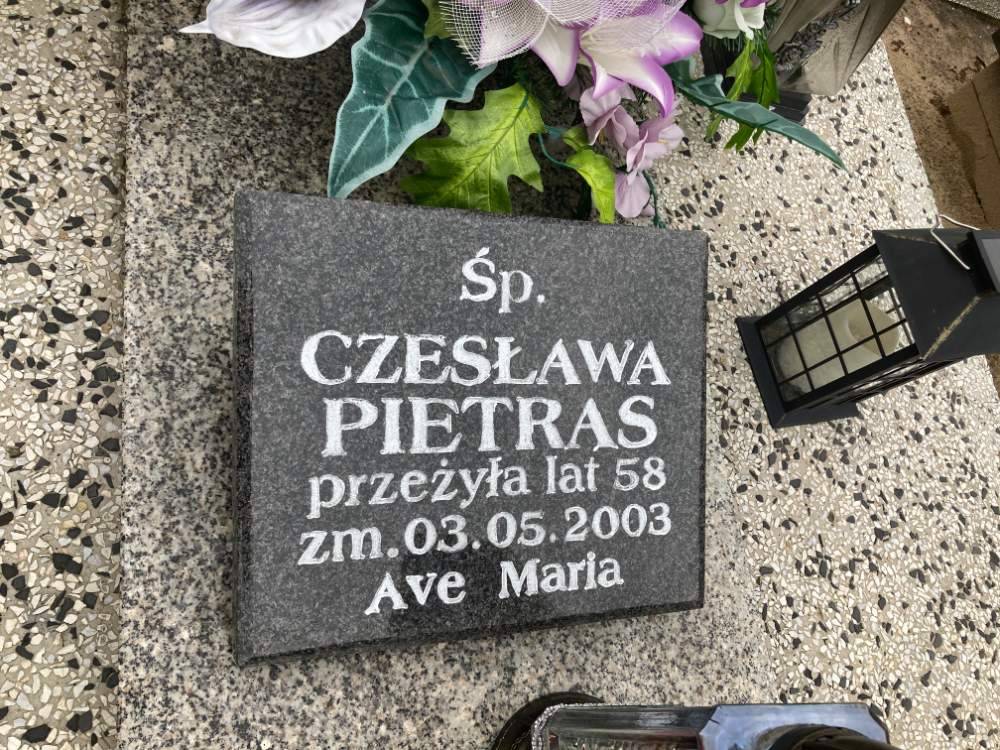 Śp.
CZESŁAWA
PIETRAS
przeżyła lat 58
zm. 03.05.2003
Ave Maria